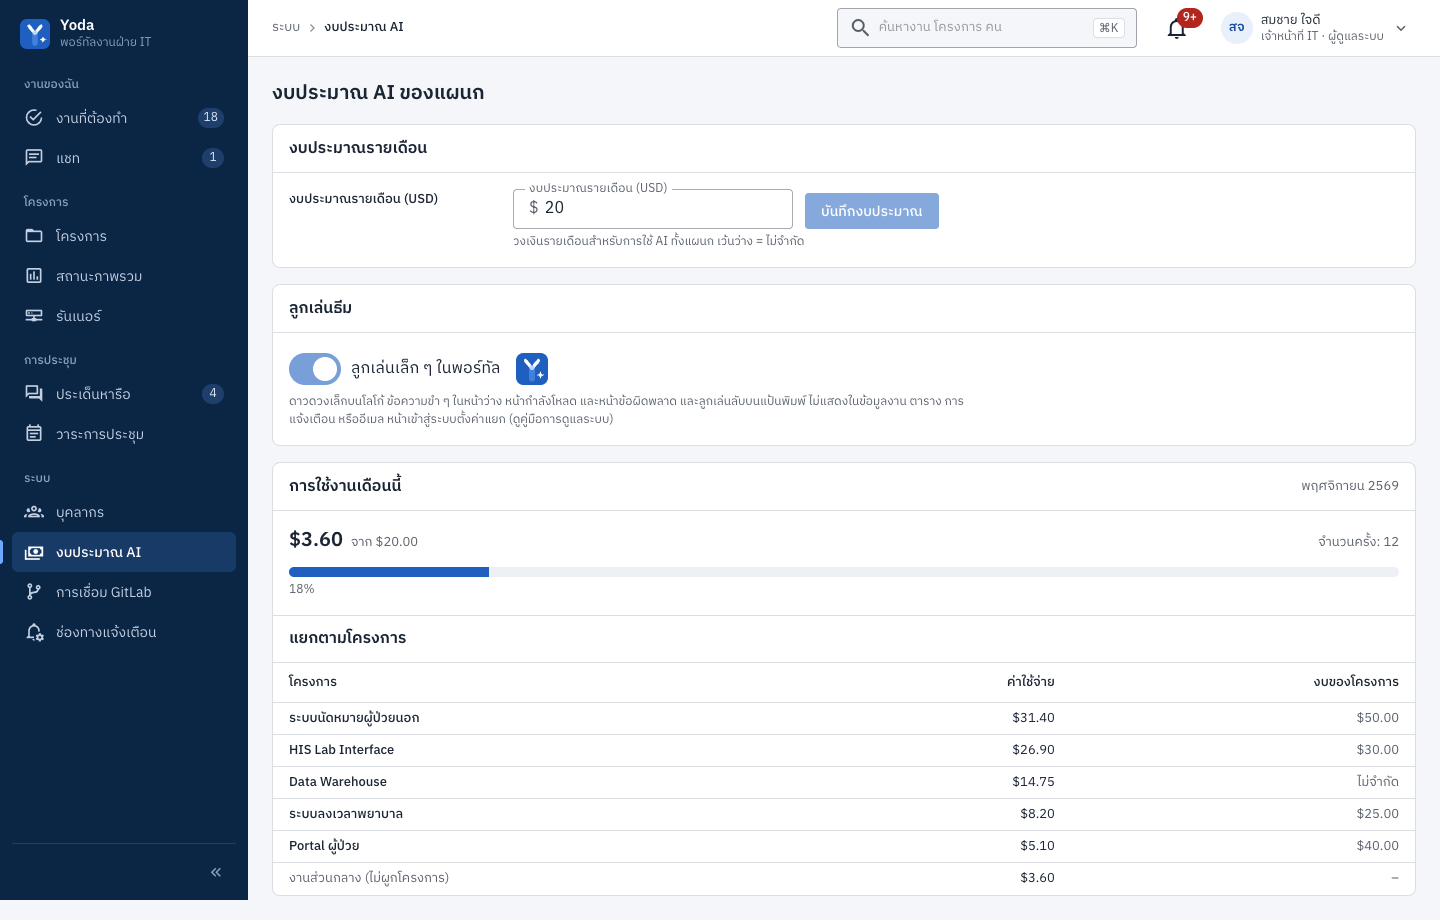 Yoda
พอร์ทัลงานฝ่าย IT
งานของฉัน
งานที่ต้องทำ 18
แชท 1
โครงการ
โครงการ
สถานะภาพรวม
รันเนอร์
การประชุม
ประเด็นหารือ 4
วาระการประชุม
ระบบ
บุคลากร
งบประมาณ AI
การเชื่อม GitLab
ช่องทางแจ้งเตือน
ระบบ › งบประมาณ AI
ค้นหางาน โครงการ คน ⌘K
9+
สจ
สมชาย ใจดี
เจ้าหน้าที่ IT · ผู้ดูแลระบบ
งบประมาณ AI ของแผนก
งบประมาณรายเดือน
งบประมาณรายเดือน (USD)
งบประมาณรายเดือน (USD)
$ 20
บันทึกงบประมาณ
วงเงินรายเดือนสำหรับการใช้ AI ทั้งแผนก เว้นว่าง = ไม่จำกัด
ลูกเล่นธีม
ลูกเล่นเล็ก ๆ ในพอร์ทัล
ดาวดวงเล็กบนโลโก้ ข้อความขำ ๆ ในหน้าว่าง หน้ากำลังโหลด และหน้าข้อผิดพลาด และลูกเล่นลับบนแป้นพิมพ์ ไม่แสดงในข้อมูลงาน ตาราง การ
แจ้งเตือน หรืออีเมล หน้าเข้าสู่ระบบตั้งค่าแยก (ดูคู่มือการดูแลระบบ)
การใช้งานเดือนนี้
พฤศจิกายน 2569
$3.60 จาก $20.00
จำนวนครั้ง: 12
18%
แยกตามโครงการ
โครงการ ค่าใช้จ่าย งบของโครงการ
ระบบนัดหมายผู้ป่วยนอก $31.40 $50.00
HIS Lab Interface $26.90 $30.00
Data Warehouse $14.75 ไม่จำกัด
ระบบลงเวลาพยาบาล $8.20 $25.00
Portal ผู้ป่วย $5.10 $40.00
งานส่วนกลาง (ไม่ผูกโครงการ) $3.60 –